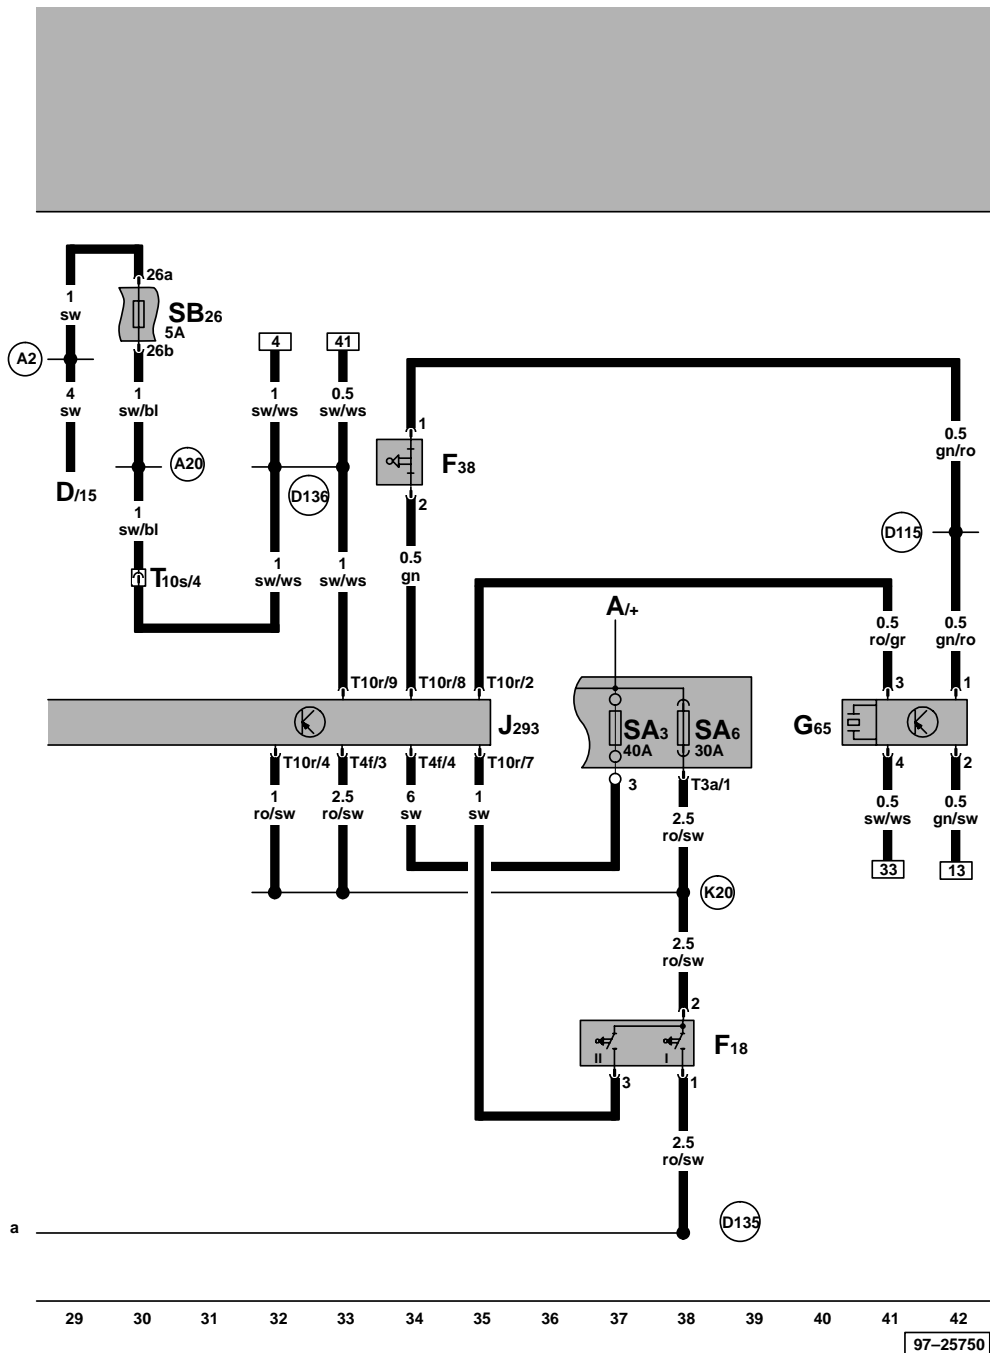 26a
1
sw
SB26
5A
26b
4
41
A2
4
sw
1
sw/bl
1
sw/ws
0.5
sw/ws
1
0.5
gn/ro
F38
A20
D/15
D136
2
1
sw/bl
D115
T10s/4
1
sw/ws
1
sw/ws
0.5
gn
A/+
0.5
ro/gr
0.5
gn/ro
T10r/9
T10r/8
T10r/2
3
1
J293
SA3
40A
SA6
30A
G65
T10r/4
T4f/3
T4f/4
T10r/7
3
T3a/1
4
2
1
ro/sw
2.5
ro/sw
6
sw
1
sw
2.5
ro/sw
0.5
sw/ws
0.5
gn/sw
33
13
K20
2.5
ro/sw
2
F18
II
I
3
1
2.5
ro/sw
D135
a
29 30 31 32 33 34 35 36 37 38 39 40 41 42
97–25750